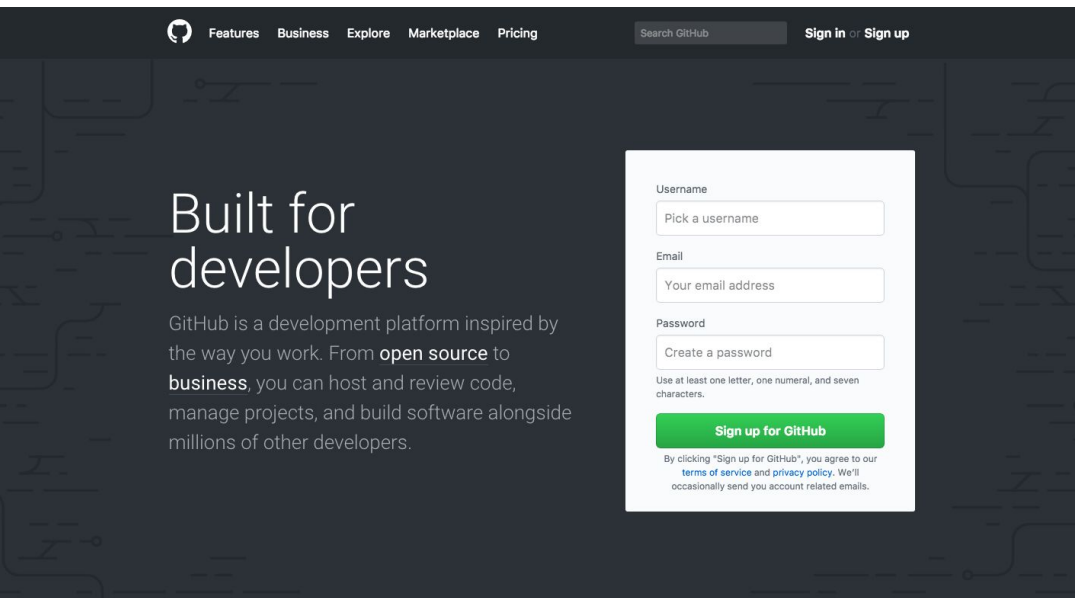 Features Business Explore Marketplace Pricing Search GitHub Sign in or Sign up
Built for
developers
GitHub is a development platform inspired by
the way you work. From open source to
business, you can host and review code,
manage projects, and build software alongside
millions of other developers.
Username
Pick a username
Email
Your email address
Password
Create a password
Use at least one letter, one numeral, and seven
characters.
Sign up for GitHub
By clicking "Sign up for GitHub", you agree to our
terms of service and privacy policy. We'll
occasionally send you account related emails.